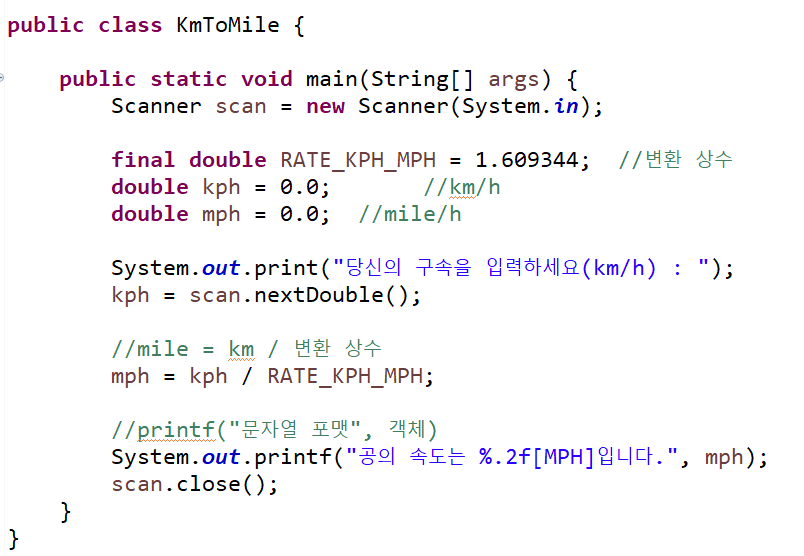 public class KmToMile {
public static void main(String[] args) {
Scanner scan = new Scanner(System.in);
final double RATE_KPH_MPH = 1.609344;  //변환 상수
double kph = 0.0;       //km/h
double mph = 0.0;  //mile/h
System.out.print("당신의 구속을 입력하세요(km/h) : ");
kph = scan.nextDouble();
//mile = km / 변환 상수
mph = kph / RATE_KPH_MPH;
//printf("문자열 포맷", 객체)
System.out.printf("공의 속도는 %.2f[MPH]입니다.", mph);
scan.close();
}
}